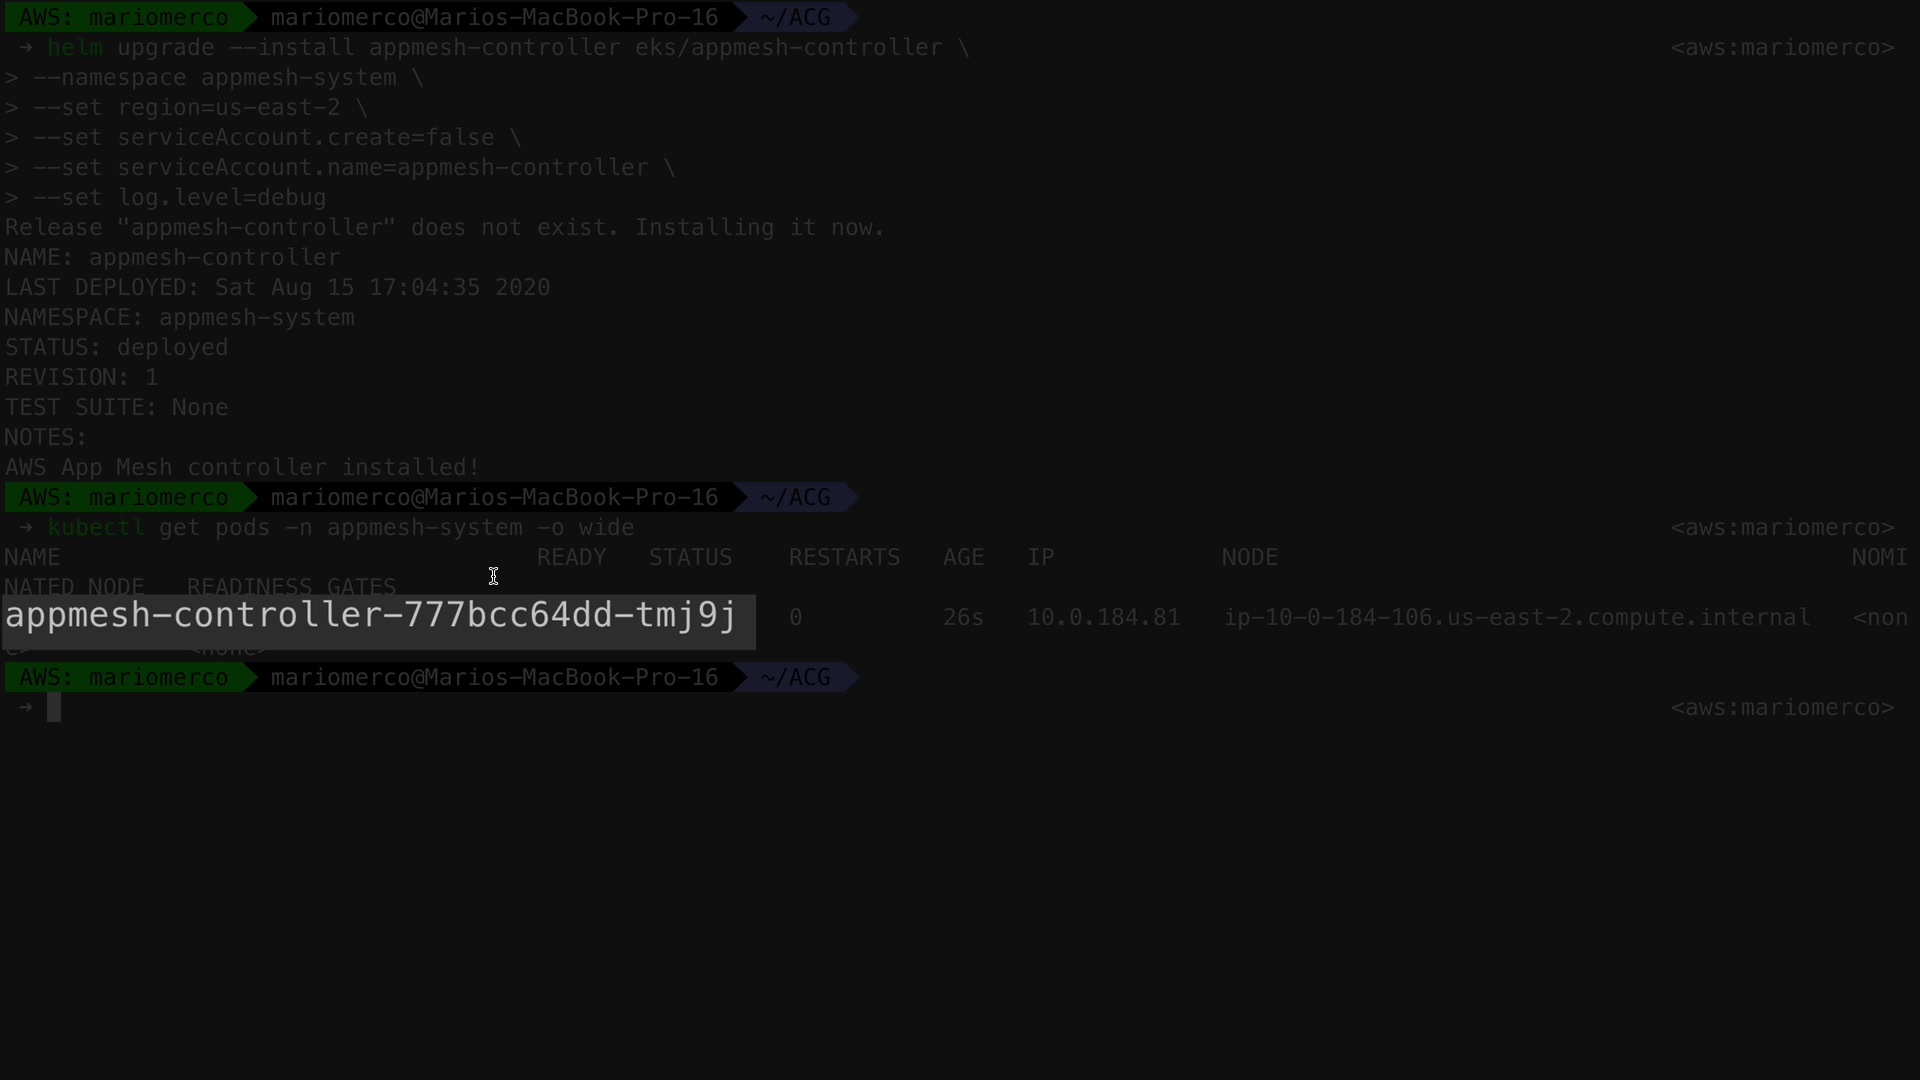 AWS: mariomerco mariomerco@Marios-MacBook-Pro-16 ~/ACG
→ helm upgrade --install appmesh-controller eks/appmesh-controller \ <aws:mariomerco>
> --namespace appmesh-system \
> --set region=us-east-2 \
> --set serviceAccount.create=false \
> --set serviceAccount.name=appmesh-controller \
> --set log.level=debug
Release "appmesh-controller" does not exist. Installing it now.
NAME: appmesh-controller
LAST DEPLOYED: Sat Aug 15 17:04:35 2020
NAMESPACE: appmesh-system
STATUS: deployed
REVISION: 1
TEST SUITE: None
NOTES:
AWS App Mesh controller installed!
AWS: mariomerco mariomerco@Marios-MacBook-Pro-16 ~/ACG
→ kubectl get pods -n appmesh-system -o wide <aws:mariomerco>
NAME READY STATUS RESTARTS AGE IP NODE NOMI
NATED NODE READINESS GATES
appmesh-controller-777bcc64dd-tmj9j 0 26s 10.0.184.81 ip-10-0-184-106.us-east-2.compute.internal <non
e> <none>
AWS: mariomerco mariomerco@Marios-MacBook-Pro-16 ~/ACG
→ <aws:mariomerco>